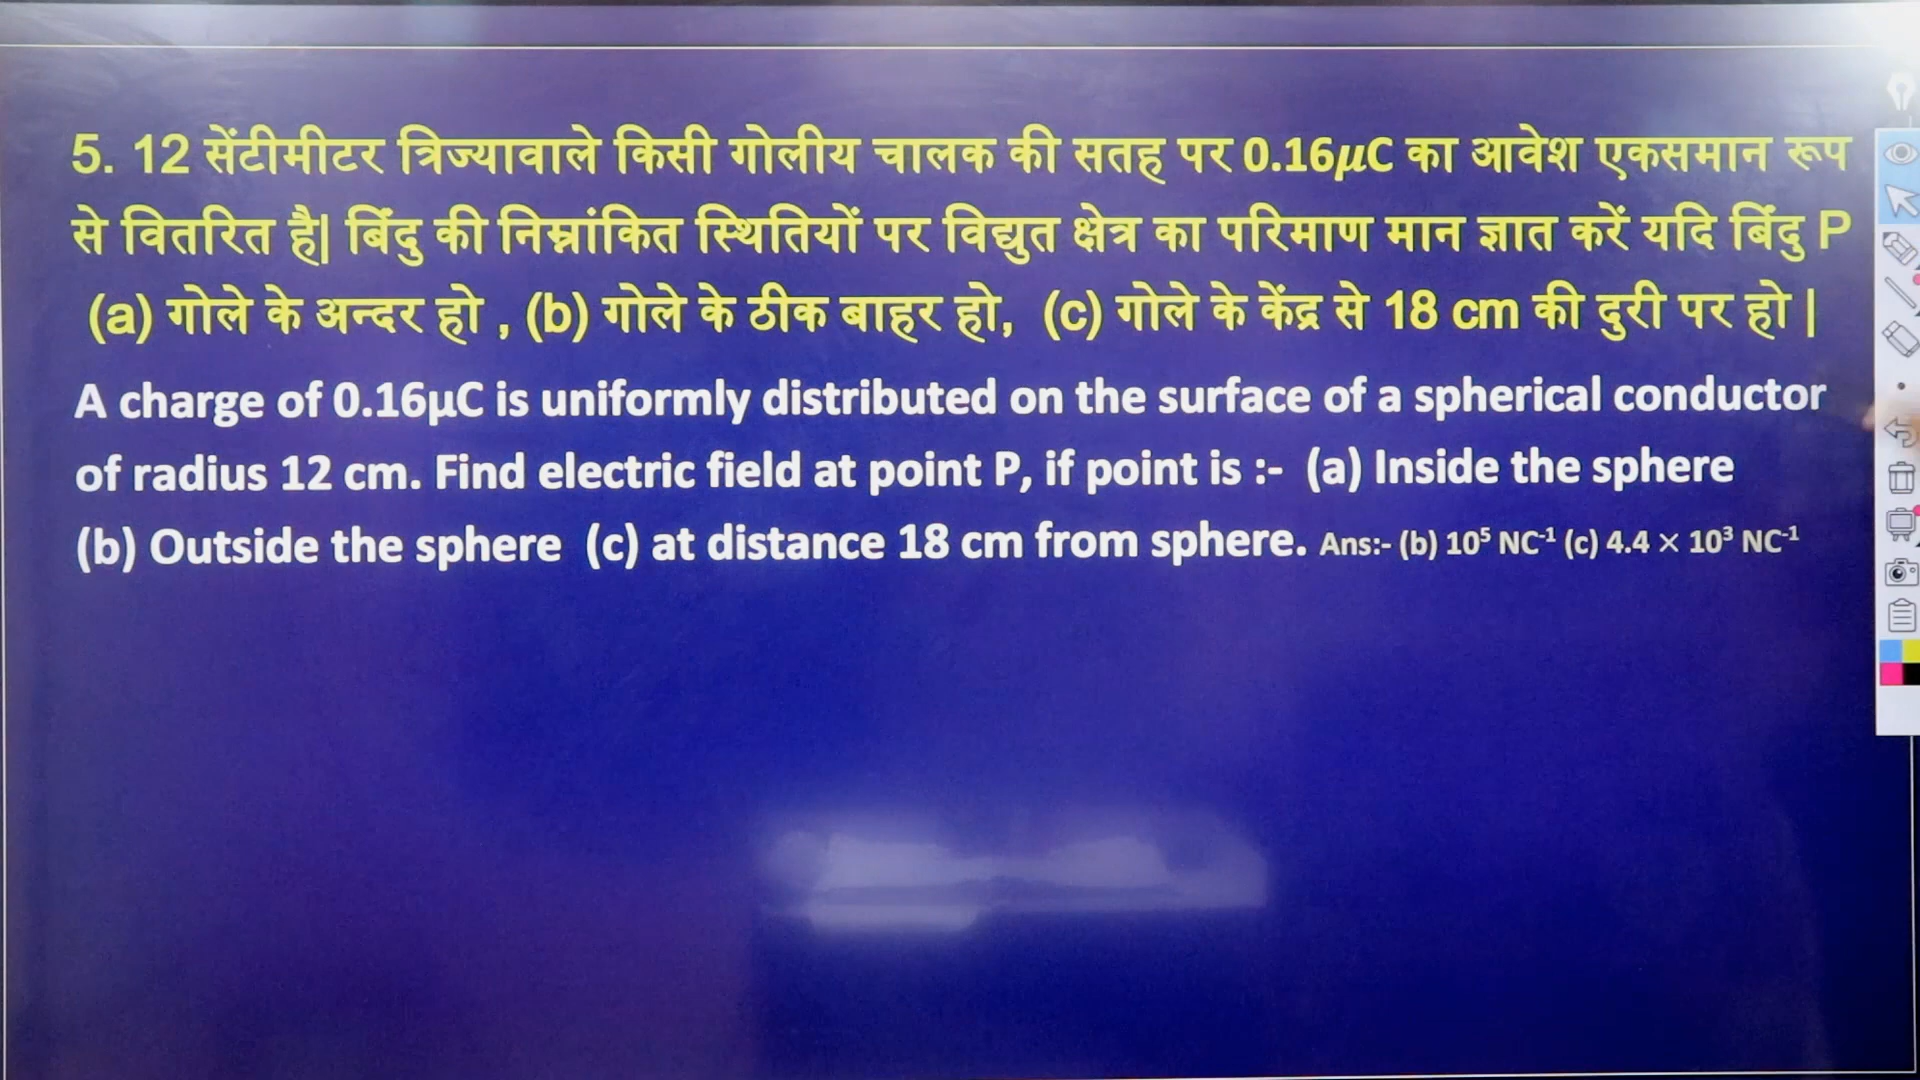 5. 12 सेंटीमीटर त्रिज्यावाले किसी गोलीय चालक की सतह पर 0.16μC का आवेश एकसमान रूप
से वितरित है| बिंदु की निम्नांकित स्थितियों पर विद्युत क्षेत्र का परिमाण मान ज्ञात करें यदि बिंदु P
(a) गोले के अन्दर हो , (b) गोले के ठीक बाहर हो, (c) गोले के केंद्र से 18 cm की दुरी पर हो |
A charge of 0.16μC is uniformly distributed on the surface of a spherical conductor
of radius 12 cm. Find electric field at point P, if point is :- (a) Inside the sphere
(b) Outside the sphere (c) at distance 18 cm from sphere. Ans:- (b) 10⁵ NC⁻¹ (c) 4.4 × 10³ NC⁻¹